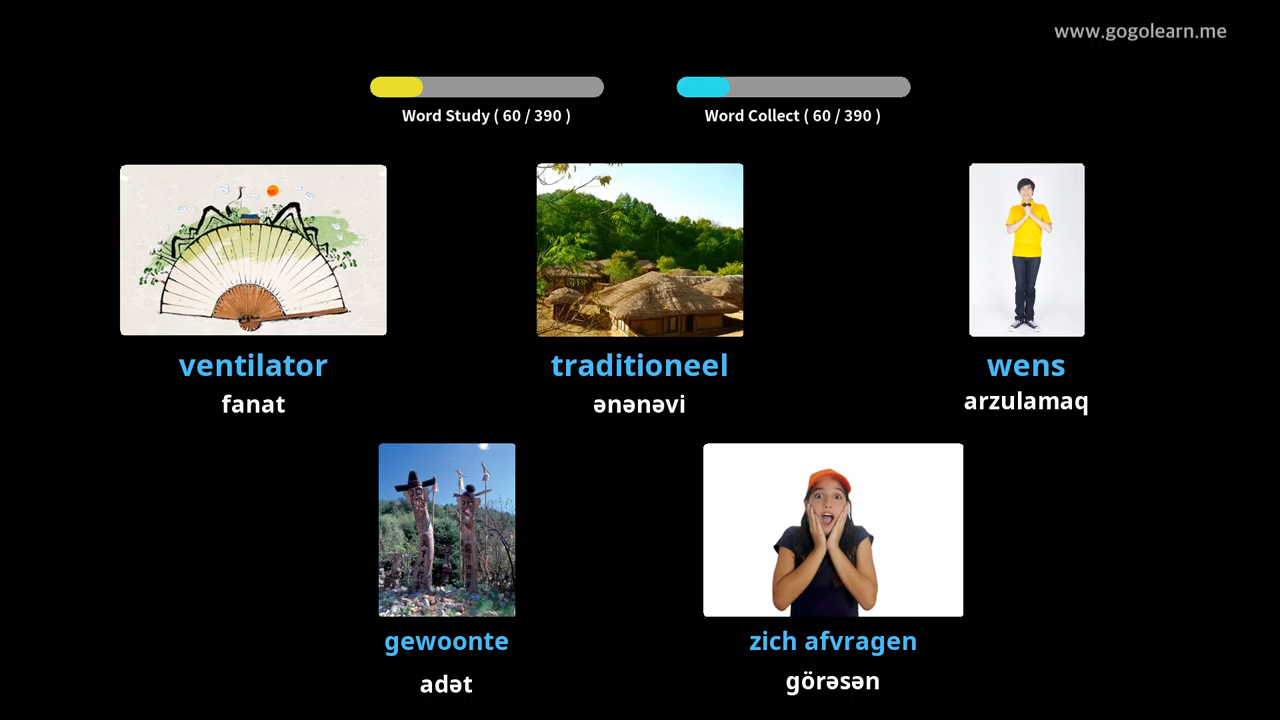 www.gogolearn.me
Word Study ( 60 / 390 )
Word Collect ( 60 / 390 )
ventilator
fanat
traditioneel
ənənəvi
wens
arzulamaq
gewoonte
adət
zich afvragen
görəsən